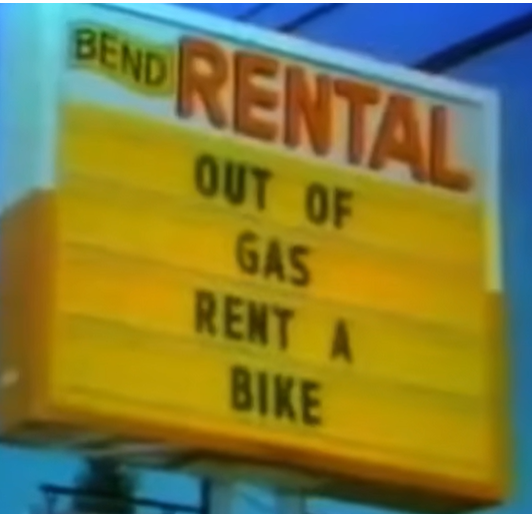 BEND RENTAL
OUT OF
GAS
RENT A
BIKE